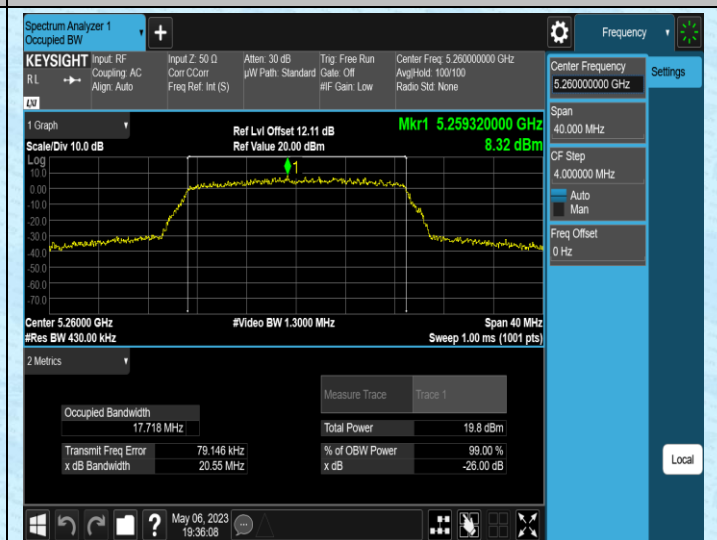 Spectrum Analyzer 1
Occupied BW
+
Frequency
KEYSIGHT
RL
LXI
Input: RF
Coupling: AC
Align: Auto
Input Z: 50 Ω
Corr CCorr
Freq Ref: Int (S)
Atten: 30 dB
µW Path: Standard
Trig: Free Run
Gate: Off
#IF Gain: Low
Center Freq: 5.260000000 GHz
Avg|Hold: 100/100
Radio Std: None
Center Frequency
5.260000000 GHz
Settings
Span
40.000 MHz
CF Step
4.000000 MHz
Auto
Man
Freq Offset
0 Hz
Local
1 Graph
Scale/Div 10.0 dB
Ref Lvl Offset 12.11 dB
Ref Value 20.00 dBm
Mkr1 5.259320000 GHz
8.32 dBm
Log
10.0
0.00
-10.0
-20.0
-30.0
-40.0
-50.0
-60.0
-70.0
1
Center 5.26000 GHz
#Res BW 430.00 kHz
#Video BW 1.3000 MHz
Span 40 MHz
Sweep 1.00 ms (1001 pts)
2 Metrics
Measure Trace
Trace 1
Occupied Bandwidth
17.718 MHz
Total Power
19.8 dBm
Transmit Freq Error
79.146 kHz
% of OBW Power
99.00 %
x dB Bandwidth
20.55 MHz
x dB
-26.00 dB
?
May 06, 2023
19:36:08